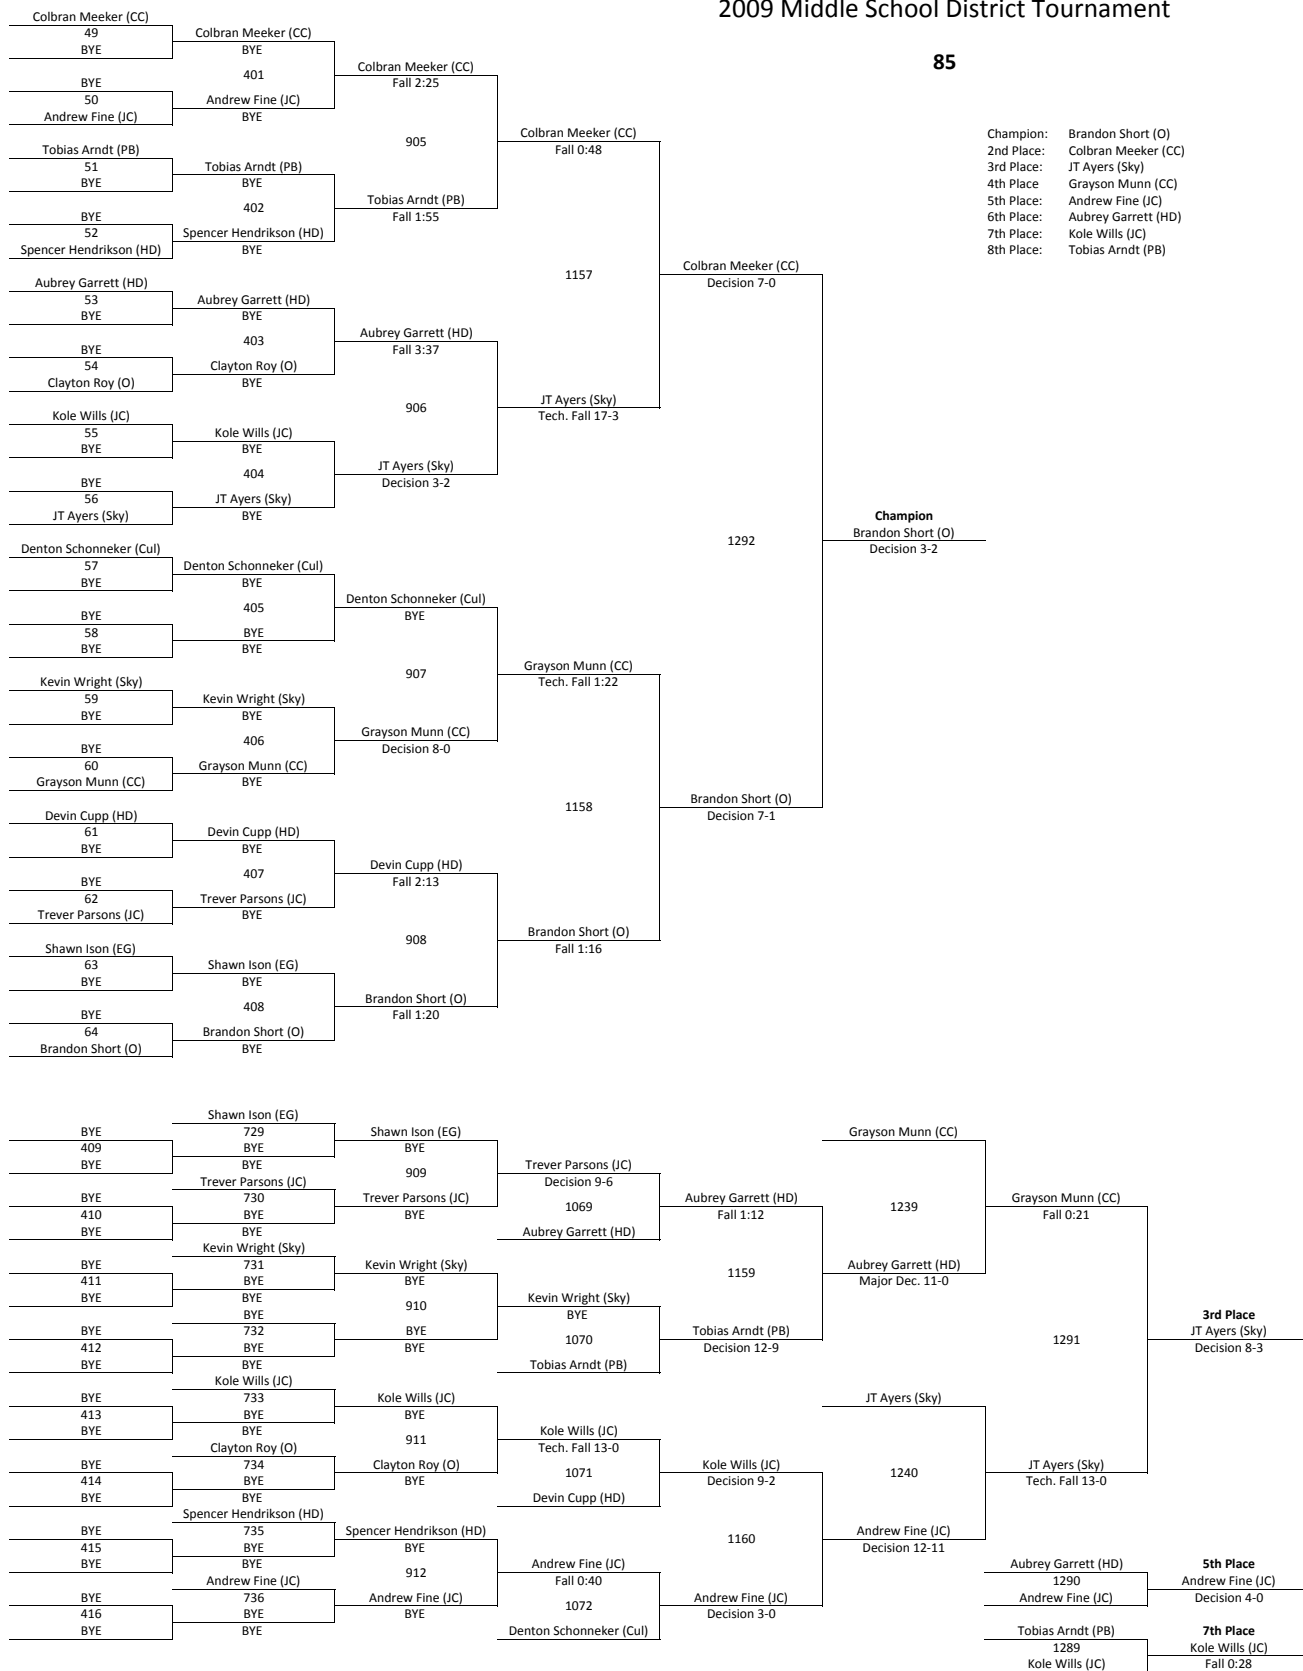 2009 Middle School District Tournament
85
Champion: Brandon Short (O)
2nd Place: Colbran Meeker (CC)
3rd Place: JT Ayers (Sky)
4th Place Grayson Munn (CC)
5th Place: Andrew Fine (JC)
6th Place: Aubrey Garrett (HD)
7th Place: Kole Wills (JC)
8th Place: Tobias Arndt (PB)
Colbran Meeker (CC)
49
BYE
BYE
50
Andrew Fine (JC)
Tobias Arndt (PB)
51
BYE
BYE
52
Spencer Hendrikson (HD)
Aubrey Garrett (HD)
53
BYE
BYE
54
Clayton Roy (O)
Kole Wills (JC)
55
BYE
BYE
56
JT Ayers (Sky)
Denton Schonneker (Cul)
57
BYE
BYE
58
BYE
Kevin Wright (Sky)
59
BYE
BYE
60
Grayson Munn (CC)
Devin Cupp (HD)
61
BYE
BYE
62
Trever Parsons (JC)
Shawn Ison (EG)
63
BYE
BYE
64
Brandon Short (O)
Colbran Meeker (CC)
BYE
401
Andrew Fine (JC)
BYE
Tobias Arndt (PB)
BYE
402
Spencer Hendrikson (HD)
BYE
Aubrey Garrett (HD)
BYE
403
Clayton Roy (O)
BYE
Kole Wills (JC)
BYE
404
JT Ayers (Sky)
BYE
Denton Schonneker (Cul)
BYE
405
BYE
BYE
Kevin Wright (Sky)
BYE
406
Grayson Munn (CC)
BYE
Devin Cupp (HD)
BYE
407
Trever Parsons (JC)
BYE
Shawn Ison (EG)
BYE
408
Brandon Short (O)
BYE
Colbran Meeker (CC)
Fall 2:25
905
Tobias Arndt (PB)
Fall 1:55
Aubrey Garrett (HD)
Fall 3:37
906
JT Ayers (Sky)
Decision 3-2
Denton Schonneker (Cul)
BYE
907
Grayson Munn (CC)
Decision 8-0
Devin Cupp (HD)
Fall 2:13
908
Brandon Short (O)
Fall 1:20
Colbran Meeker (CC)
Fall 0:48
1157
JT Ayers (Sky)
Tech. Fall 17-3
Grayson Munn (CC)
Tech. Fall 1:22
1158
Brandon Short (O)
Fall 1:16
Colbran Meeker (CC)
Decision 7-0
1292
Brandon Short (O)
Decision 7-1
Champion
Brandon Short (O)
Decision 3-2
BYE
409
BYE
BYE
410
BYE
BYE
411
BYE
BYE
412
BYE
BYE
413
BYE
BYE
414
BYE
BYE
415
BYE
BYE
416
BYE
Shawn Ison (EG)
729
BYE
BYE
Trever Parsons (JC)
730
BYE
BYE
Kevin Wright (Sky)
731
BYE
BYE
BYE
732
BYE
BYE
Kole Wills (JC)
733
BYE
BYE
Clayton Roy (O)
734
BYE
BYE
Spencer Hendrikson (HD)
735
BYE
BYE
Andrew Fine (JC)
736
BYE
BYE
Shawn Ison (EG)
BYE
909
Trever Parsons (JC)
BYE
Kevin Wright (Sky)
BYE
910
BYE
BYE
Kole Wills (JC)
BYE
911
Clayton Roy (O)
BYE
Spencer Hendrikson (HD)
BYE
912
Andrew Fine (JC)
BYE
Trever Parsons (JC)
Decision 9-6
1069
Aubrey Garrett (HD)
Kevin Wright (Sky)
BYE
1070
Tobias Arndt (PB)
Kole Wills (JC)
Tech. Fall 13-0
1071
Devin Cupp (HD)
Andrew Fine (JC)
Fall 0:40
1072
Denton Schonneker (Cul)
Aubrey Garrett (HD)
Fall 1:12
1159
Tobias Arndt (PB)
Decision 12-9
Kole Wills (JC)
Decision 9-2
1160
Andrew Fine (JC)
Decision 3-0
Grayson Munn (CC)
1239
Aubrey Garrett (HD)
Major Dec. 11-0
JT Ayers (Sky)
1240
Andrew Fine (JC)
Decision 12-11
Grayson Munn (CC)
Fall 0:21
1291
JT Ayers (Sky)
Tech. Fall 13-0
3rd Place
JT Ayers (Sky)
Decision 8-3
Aubrey Garrett (HD)
1290
Andrew Fine (JC)
5th Place
Andrew Fine (JC)
Decision 4-0
Tobias Arndt (PB)
1289
Kole Wills (JC)
7th Place
Kole Wills (JC)
Fall 0:28